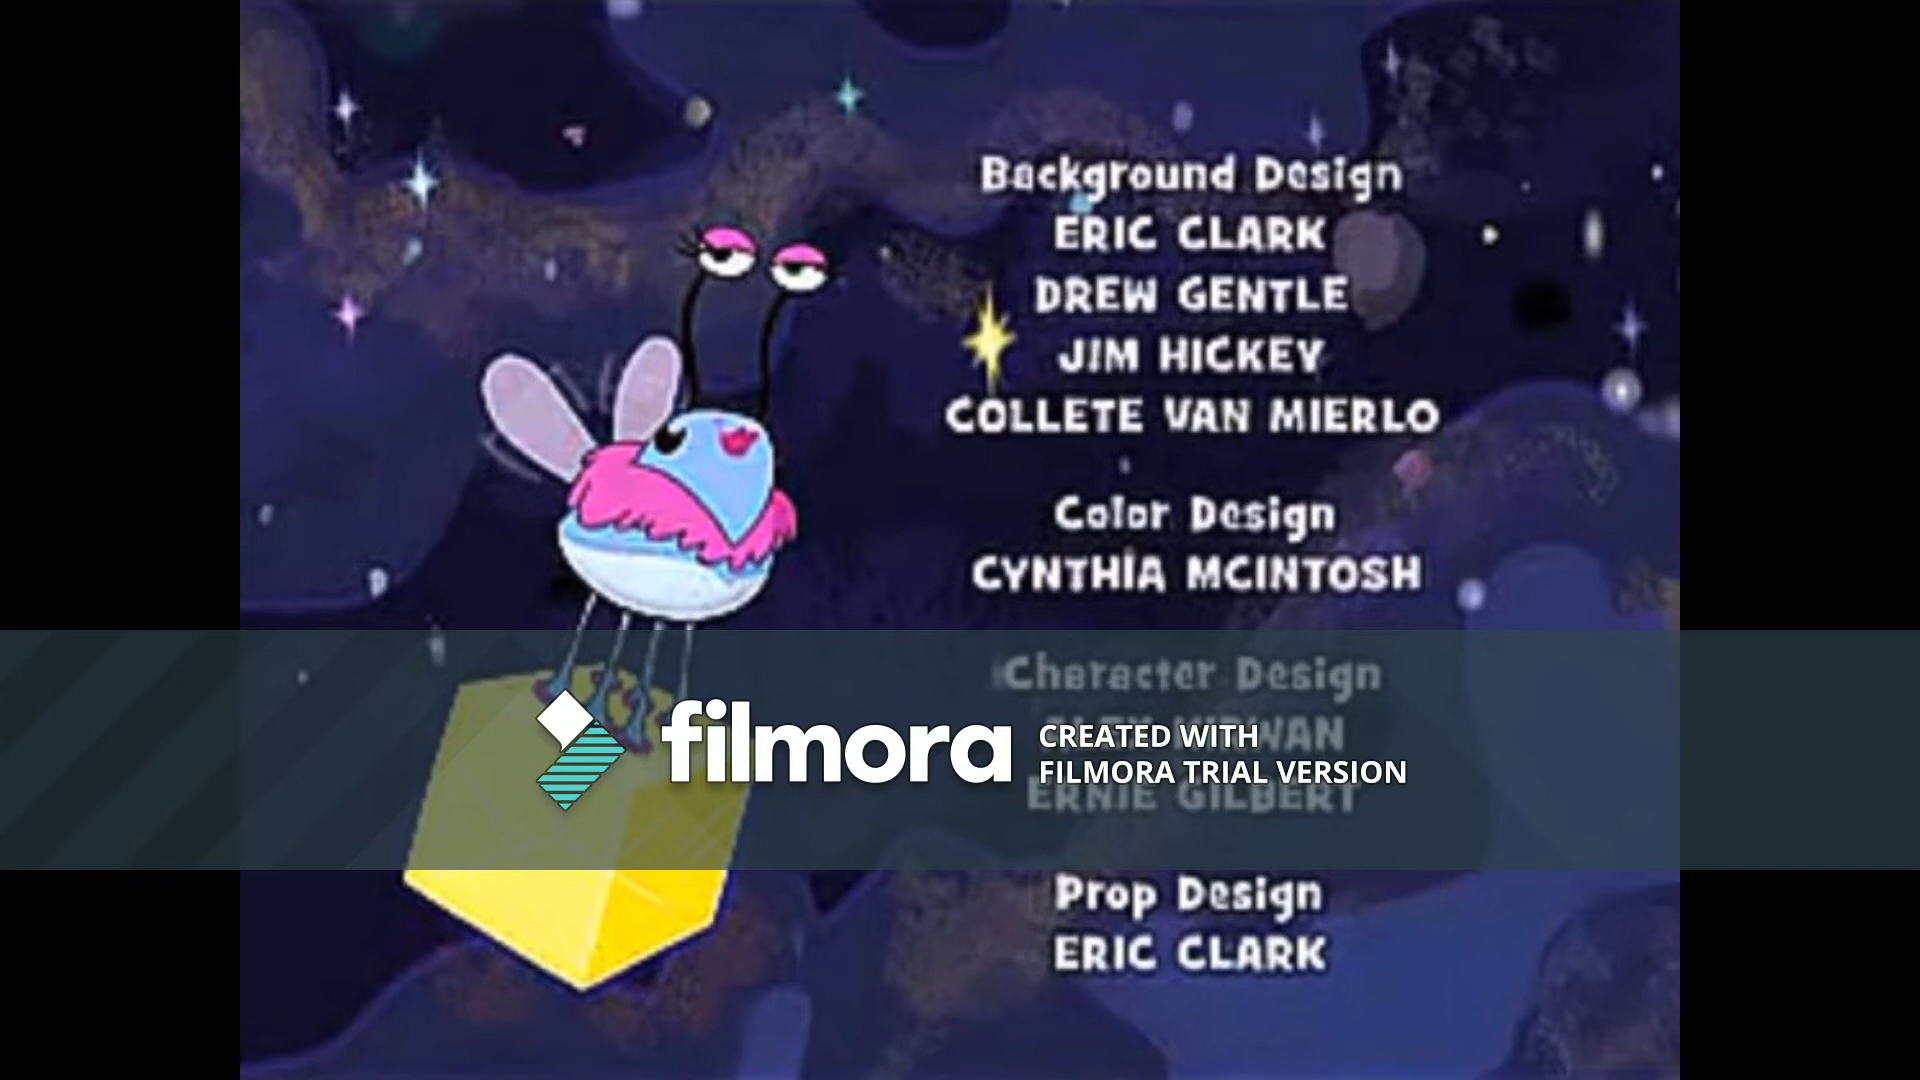 Background Design
ERIC CLARK
DREW GENTLE
JIM HICKEY
COLLETE VAN MIERLO
Color Design
CYNTHIA MCINTOSH
Character Design
ERNIE GILBERT
filmora
CREATED WITH
FILMORA TRIAL VERSION
Prop Design
ERIC CLARK